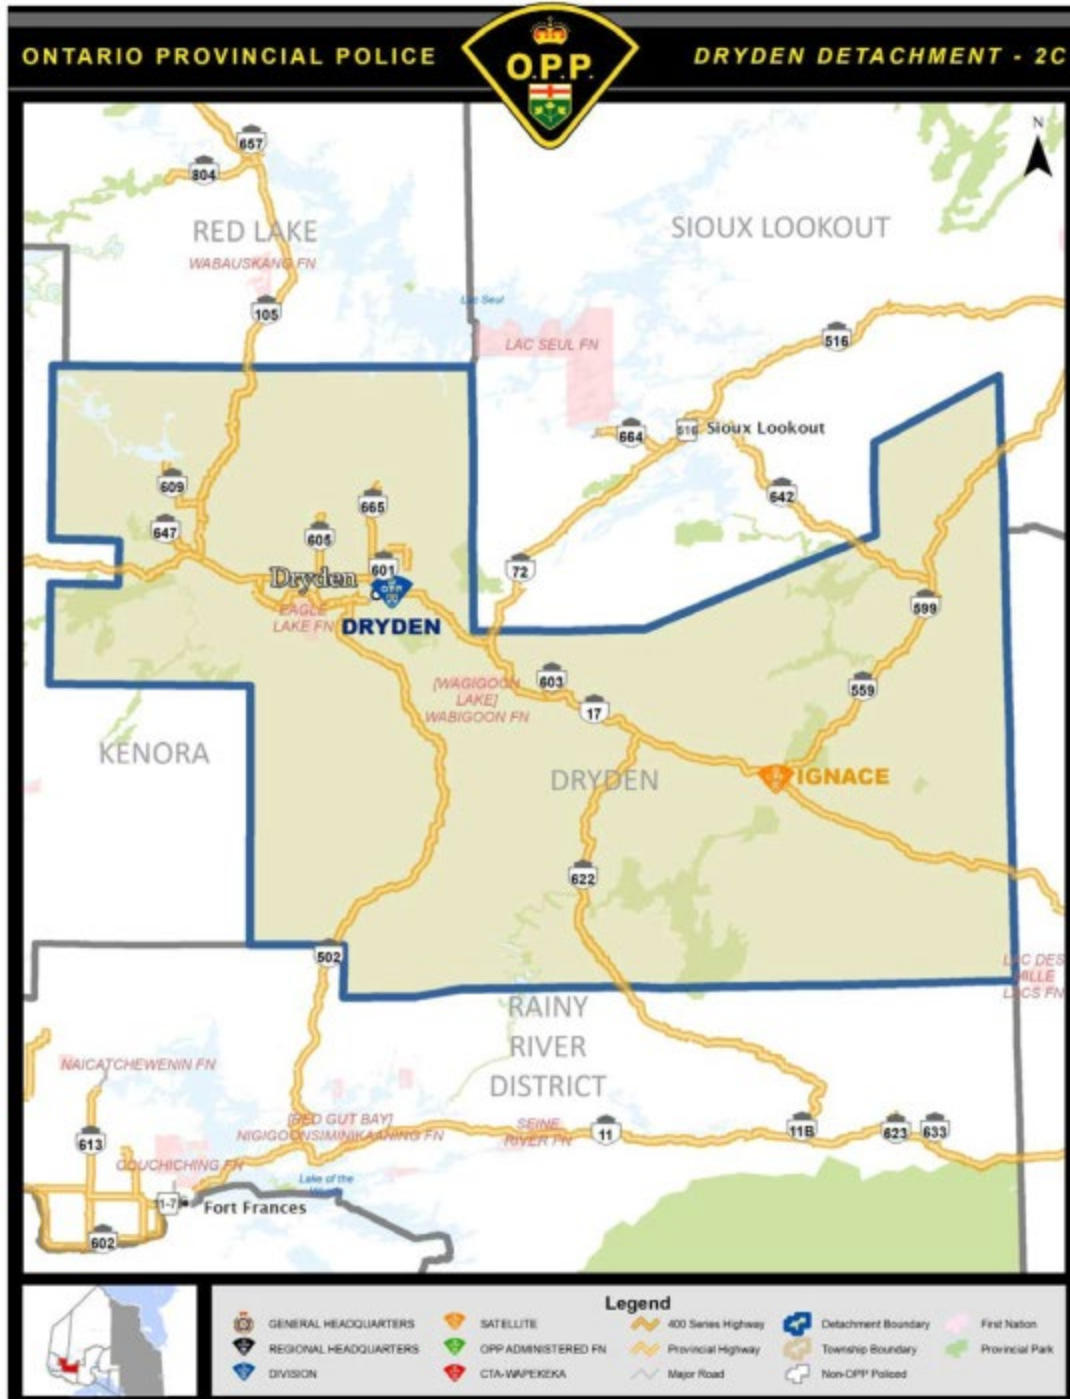 ONTARIO PROVINCIAL POLICE
O.P.P.
DRYDEN DETACHMENT - 2C
N
657
804
RED LAKE
SIOUX LOOKOUT
WABAUSKANG FN
105
Lac Seul
LAC SEUL FN
516
664
516
Sioux Lookout
609
665
642
647
605
601
72
Dryden
OPP
599
EAGLE
LAKE FN
DRYDEN
603
559
[WAGIGOON
LAKE]
WABIGOON FN
17
KENORA
DRYDEN
IGNACE
622
502
LAC DES
MILLE
LACS FN
RAINY
RIVER
DISTRICT
NAICATCHEWENIN FN
[RED GUT BAY]
NIGIGOONSIMINIKAANING FN
SEINE
RIVER FN
11
11B
623
633
613
COUCHICHING FN
Lake of the
11-7
Fort Frances
602
Legend
GENERAL HEADQUARTERS
REGIONAL HEADQUARTERS
DIVISION
SATELLITE
OPP ADMINISTERED FN
CTA-WAPEKEKA
400 Series Highway
Provincial Highway
Major Road
Detachment Boundary
Township Boundary
Non-OPP Policed
First Nation
Provincial Park